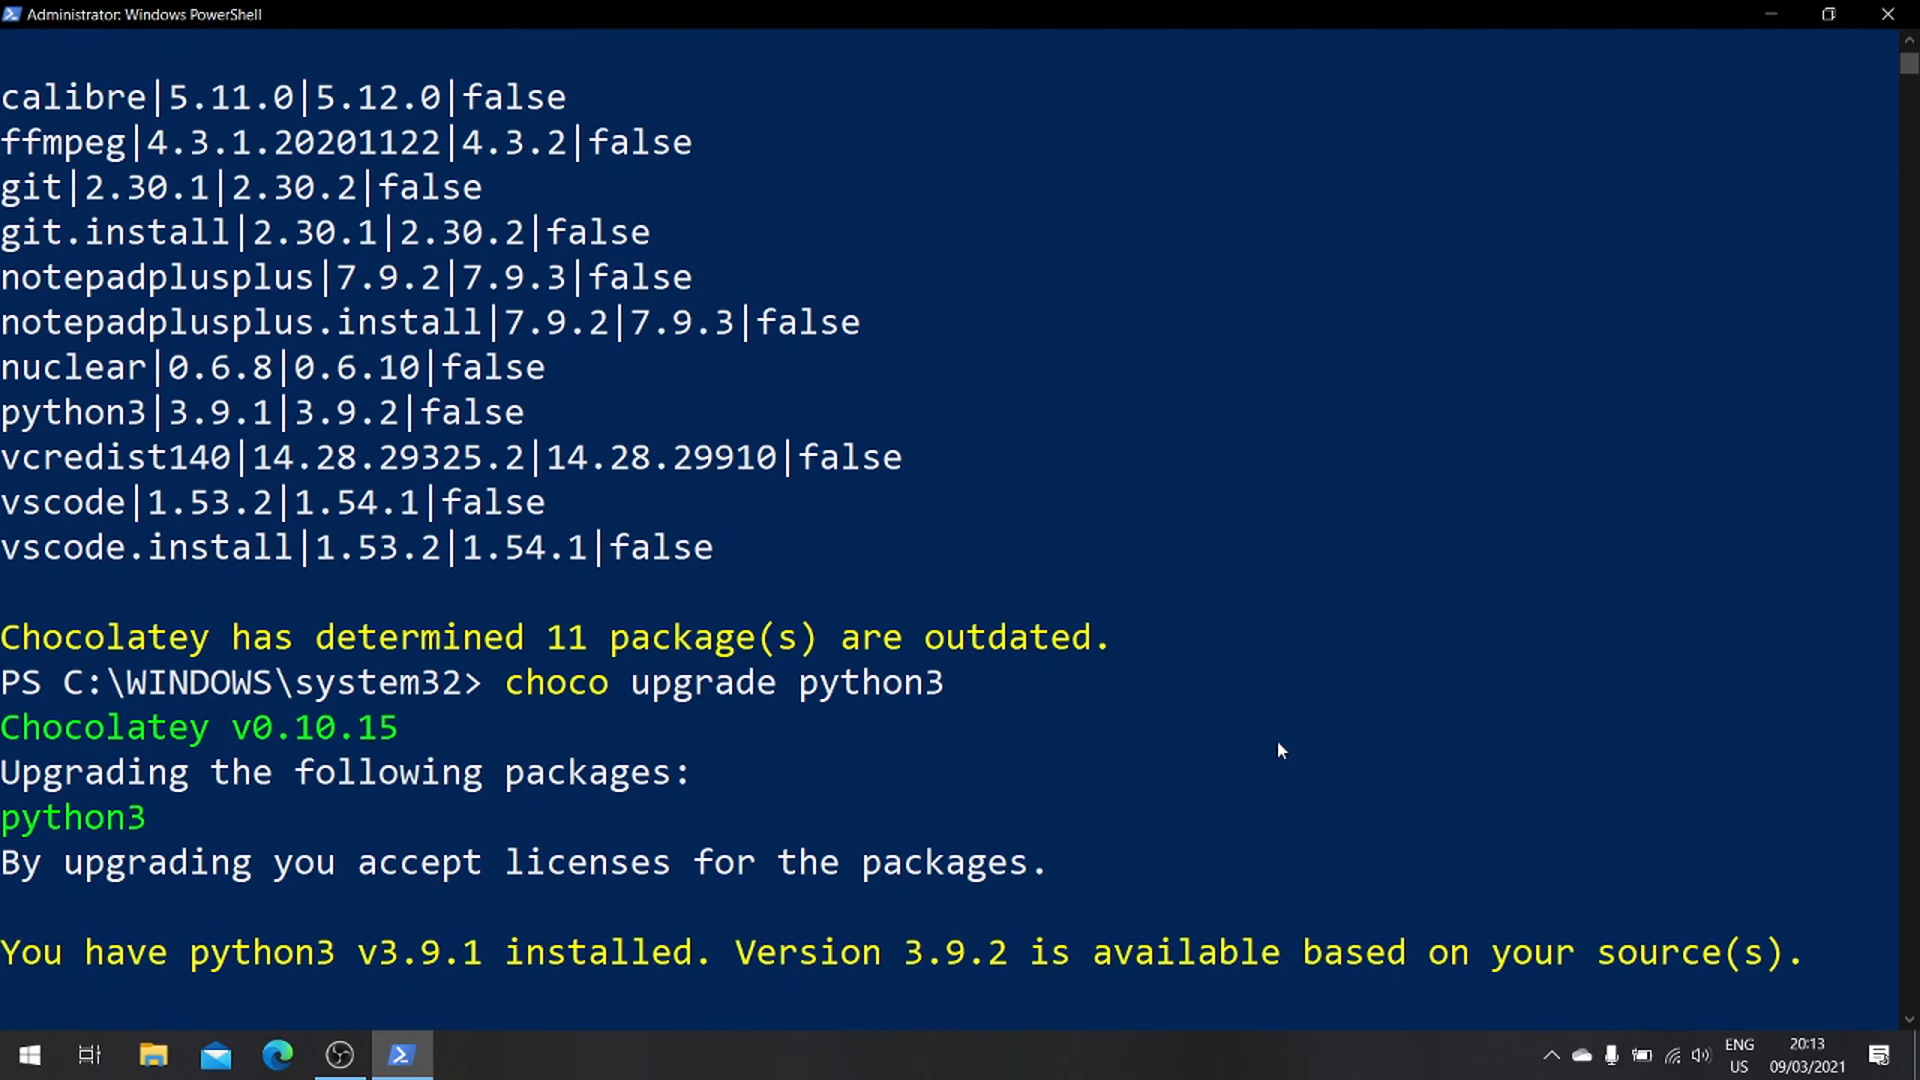 Administrator: Windows PowerShell
calibre|5.11.0|5.12.0|false
ffmpeg|4.3.1.20201122|4.3.2|false
git|2.30.1|2.30.2|false
git.install|2.30.1|2.30.2|false
notepadplusplus|7.9.2|7.9.3|false
notepadplusplus.install|7.9.2|7.9.3|false
nuclear|0.6.8|0.6.10|false
python3|3.9.1|3.9.2|false
vcredist140|14.28.29325.2|14.28.29910|false
vscode|1.53.2|1.54.1|false
vscode.install|1.53.2|1.54.1|false
Chocolatey has determined 11 package(s) are outdated.
PS C:\WINDOWS\system32> choco upgrade python3
Chocolatey v0.10.15
Upgrading the following packages:
python3
By upgrading you accept licenses for the packages.
You have python3 v3.9.1 installed. Version 3.9.2 is available based on your source(s).
ENG
US
20:13
09/03/2021